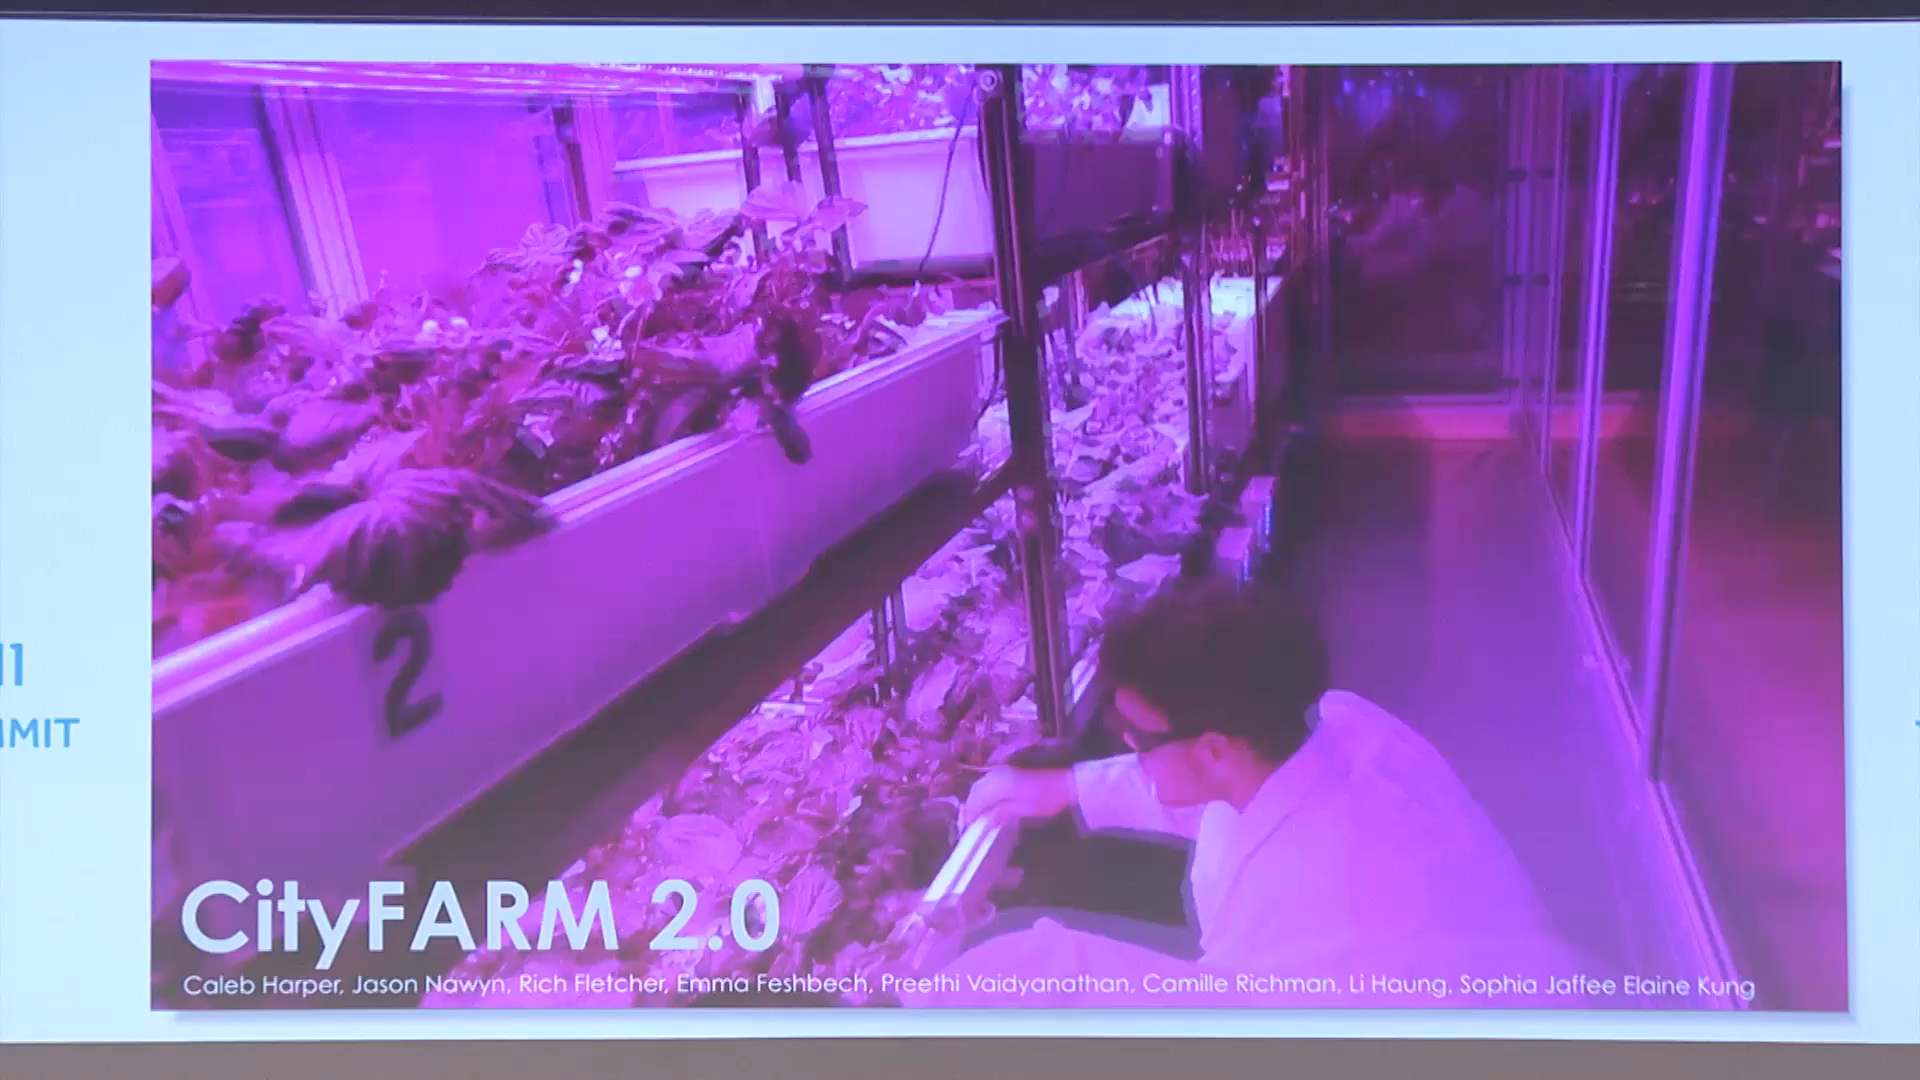 2
MIT
CityFARM 2.0
Caleb Harper, Jason Nawyn, Rich Fletcher, Emma Feshbech, Preethi Vaidyanathan, Camille Richman, Li Haung, Sophia Jaffee Elaine Kung